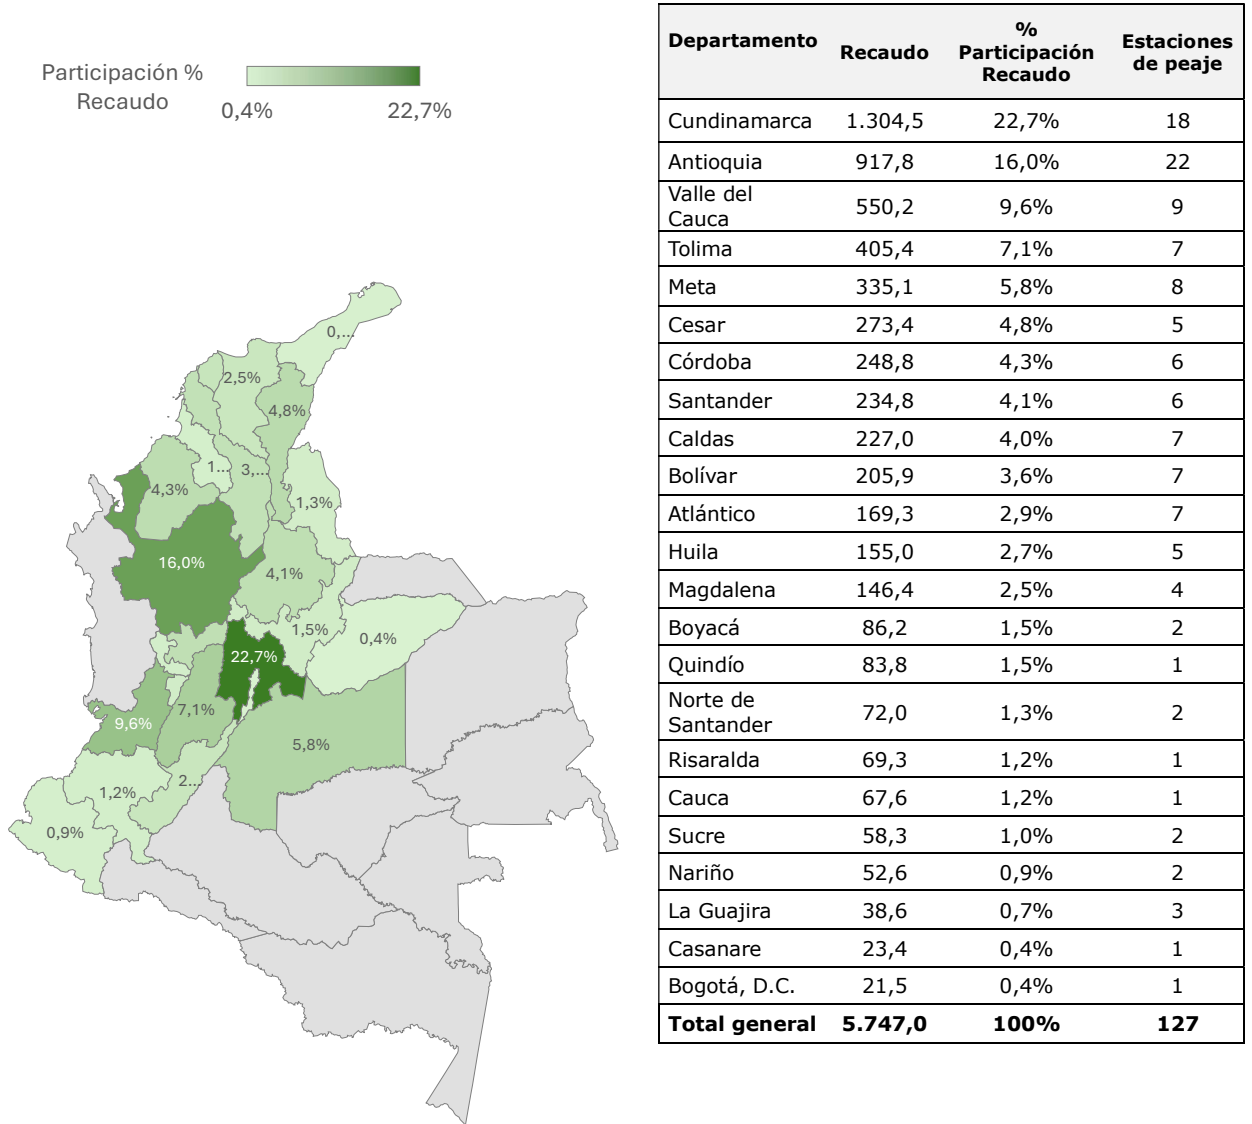 Participación %
Recaudo
0,4%
22,7%
0,...
2,5%
4,8%
1...
3,...
4,3%
1,3%
16,0%
4,1%
1,5%
0,4%
22,7%
7,1%
9,6%
5,8%
2...
1,2%
0,9%
Departamento Recaudo % Participación Recaudo Estaciones de peaje
Cundinamarca 1.304,5 22,7% 18
Antioquia 917,8 16,0% 22
Valle del Cauca 550,2 9,6% 9
Tolima 405,4 7,1% 7
Meta 335,1 5,8% 8
Cesar 273,4 4,8% 5
Córdoba 248,8 4,3% 6
Santander 234,8 4,1% 6
Caldas 227,0 4,0% 7
Bolívar 205,9 3,6% 7
Atlántico 169,3 2,9% 7
Huila 155,0 2,7% 5
Magdalena 146,4 2,5% 4
Boyacá 86,2 1,5% 2
Quindío 83,8 1,5% 1
Norte de Santander 72,0 1,3% 2
Risaralda 69,3 1,2% 1
Cauca 67,6 1,2% 1
Sucre 58,3 1,0% 2
Nariño 52,6 0,9% 2
La Guajira 38,6 0,7% 3
Casanare 23,4 0,4% 1
Bogotá, D.C. 21,5 0,4% 1
Total general 5.747,0 100% 127